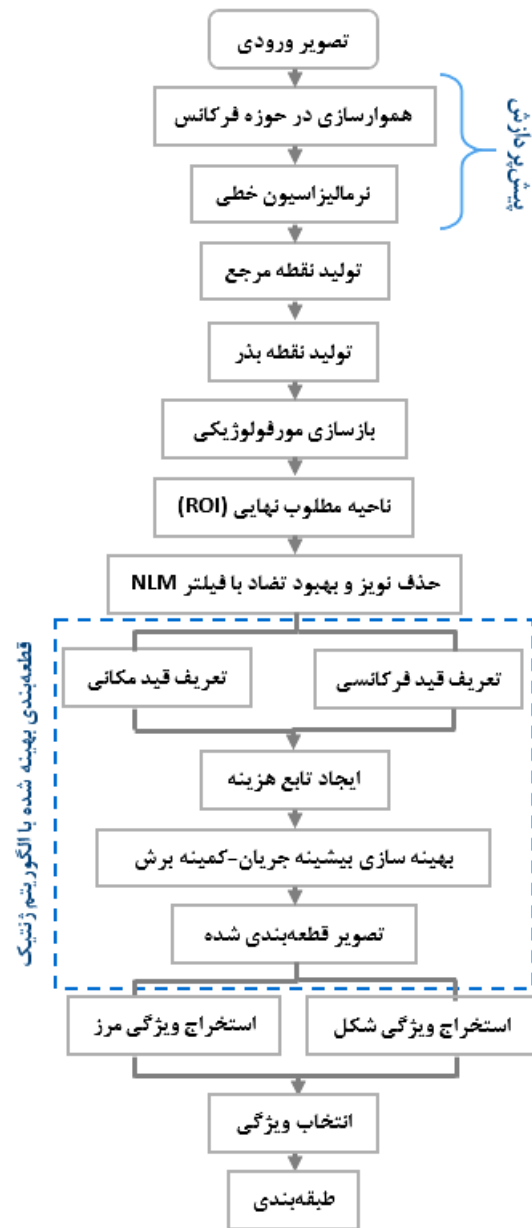 تصویر ورودی
هموارسازی در حوزه فرکانس
نرمالیزاسیون خطی
پیش‌پردازش
تولید نقطه مرجع
تولید نقطه بذر
بازسازی مورفولوژیکی
ناحیه مطلوب نهایی (ROI)
حذف نویز و بهبود تضاد با فیلتر NLM
قطعه‌بندی بهینه شده با الگوریتم ژنتیک
تعریف قید فرکانسی
تعریف قید مکانی
ایجاد تابع هزینه
بهینه سازی بیشینه جریان-کمینه برش
تصویر قطعه‌بندی شده
استخراج ویژگی شکل
استخراج ویژگی مرز
انتخاب ویژگی
طبقه‌بندی